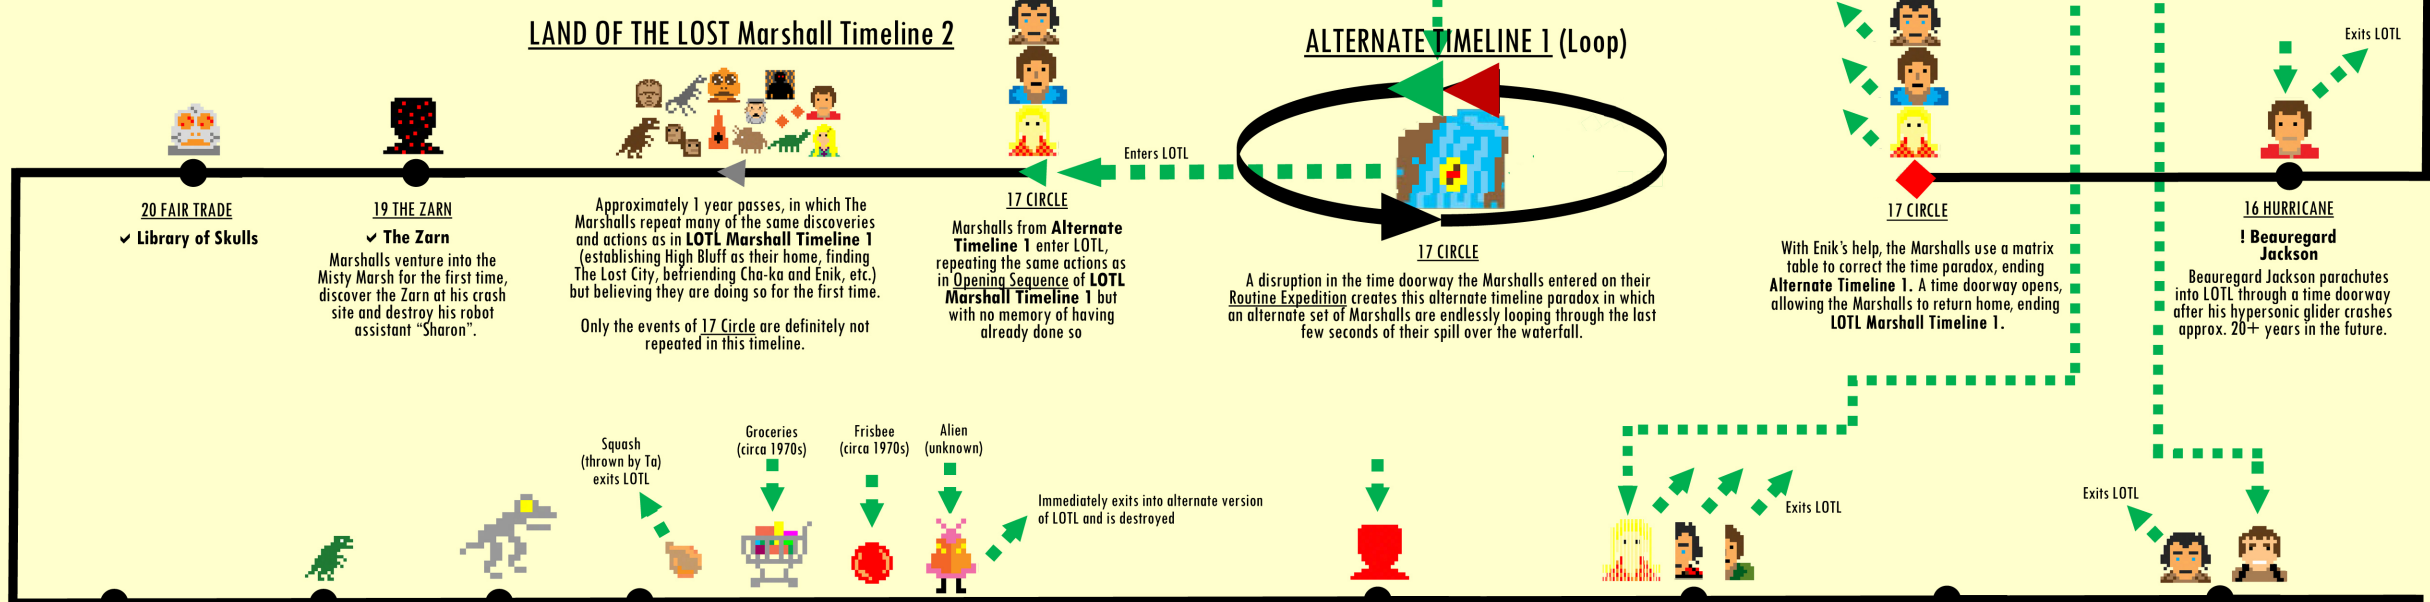 LAND OF THE LOST Marshall Timeline 2
ALTERNATE TIMELINE 1 (Loop)
Exits LOTL
Enters LOTL
20 FAIR TRADE
✓ Library of Skulls
19 THE ZARN
✓ The Zarn
Marshalls venture into the
Misty Marsh for the first time,
discover the Zarn at his crash
site and destroy his robot
assistant “Sharon”.
Approximately 1 year passes, in which The
Marshalls repeat many of the same discoveries
and actions as in LOTL Marshall Timeline 1
(establishing High Bluff as their home, finding
The Lost City, befriending Cha-ka and Enik, etc.)
but believing they are doing so for the first time.
Only the events of 17 Circle are definitely not
repeated in this timeline.
17 CIRCLE
Marshalls from Alternate
Timeline 1 enter LOTL,
repeating the same actions as
in Opening Sequence of LOTL
Marshall Timeline 1 but
with no memory of having
already done so
17 CIRCLE
A disruption in the time doorway the Marshalls entered on their
Routine Expedition creates this alternate timeline paradox in which
an alternate set of Marshalls are endlessly looping through the last
few seconds of their spill over the waterfall.
17 CIRCLE
With Enik's help, the Marshalls use a matrix
table to correct the time paradox, ending
Alternate Timeline 1. A time doorway opens,
allowing the Marshalls to return home, ending
LOTL Marshall Timeline 1.
16 HURRICANE
! Beauregard
Jackson
Beauregard Jackson parachutes
into LOTL through a time doorway
after his hypersonic glider crashes
approx. 20+ years in the future.
Squash
(thrown by Ta)
exits LOTL
Groceries
(circa 1970s)
Frisbee
(circa 1970s)
Alien
(unknown)
Immediately exits into alternate version
of LOTL and is destroyed
Exits LOTL
Exits LOTL